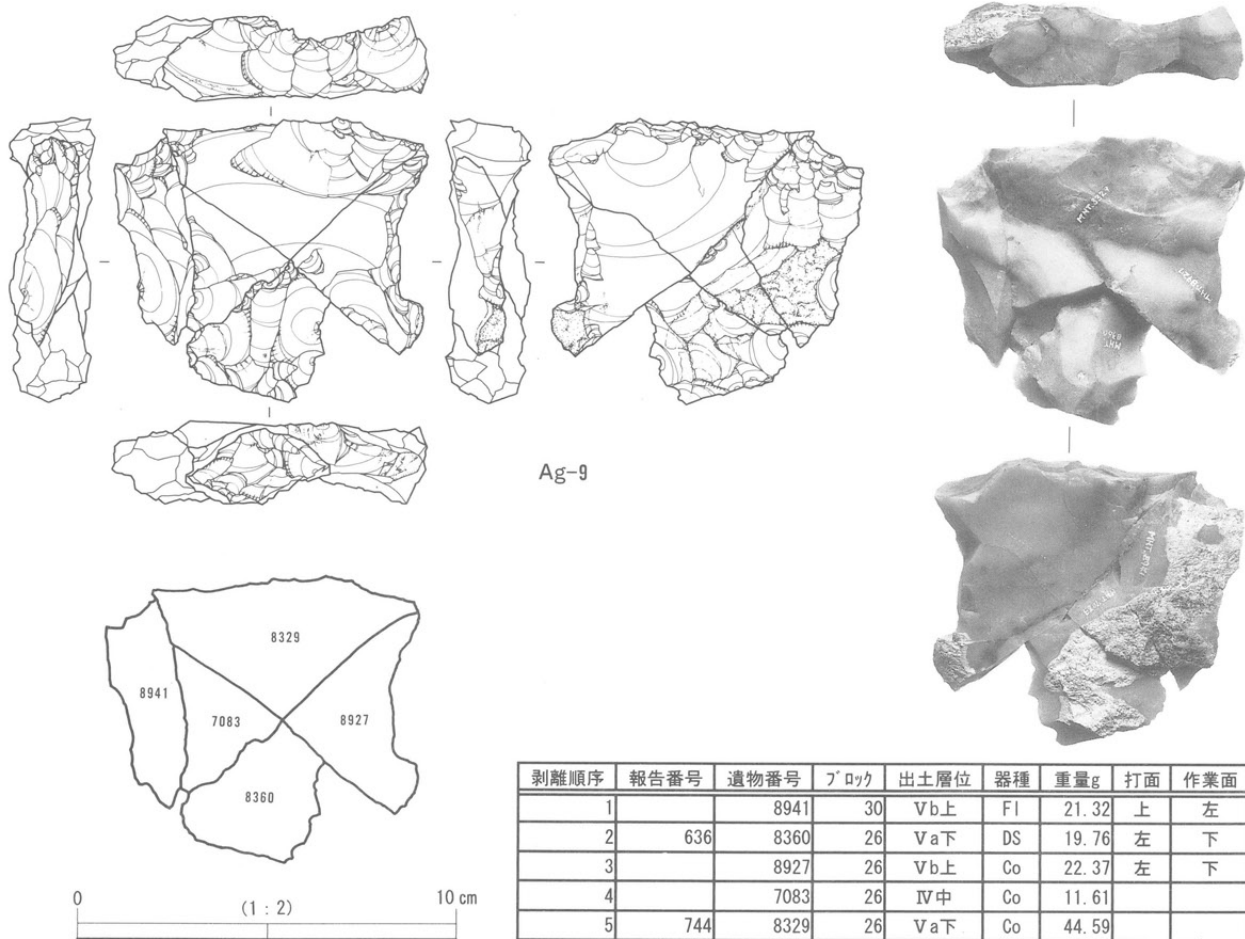 Ag-9
8329
8941
7083
8927
8360
0 (1 : 2) 10 cm
剥離順序 報告番号 遺物番号 ブロック 出土層位 器種 重量g 打面 作業面
1 8941 30 Ⅴb上 Fl 21.32 上 左
2 636 8360 26 Ⅴa下 DS 19.76 左 下
3 8927 26 Ⅴb上 Co 22.37 左 下
4 7083 26 Ⅳ中 Co 11.61
5 744 8329 26 Ⅴa下 Co 44.59